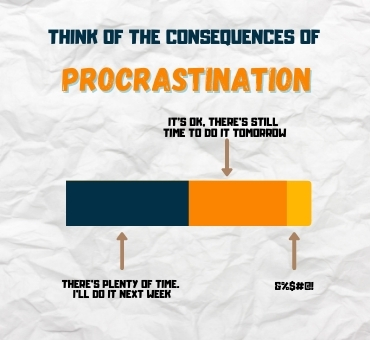 THINK OF THE CONSEQUENCES OF
PROCRASTINATION
IT'S OK, THERE'S STILL
TIME TO DO IT TOMORROW
THERE'S PLENTY OF TIME.
I'LL DO IT NEXT WEEK
&%$#@!